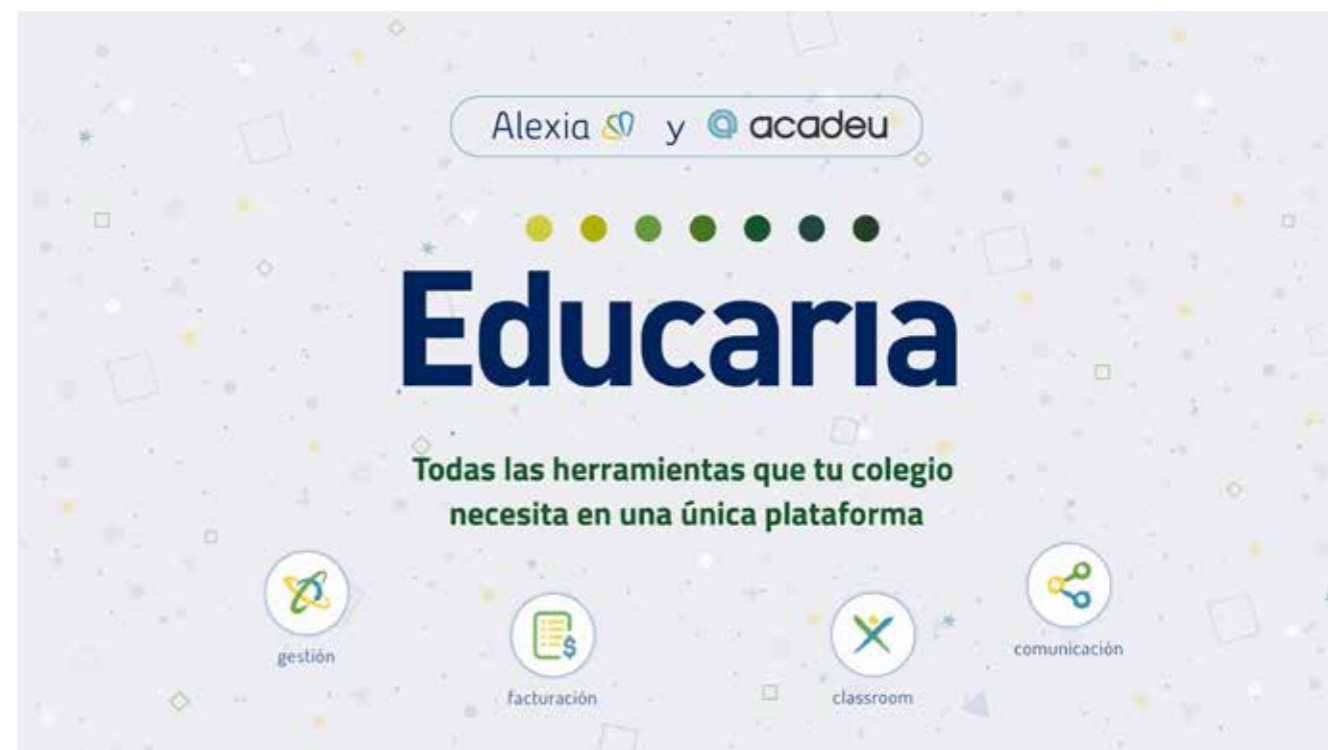 Alexia y acadeu
Educaria
Todas las herramientas que tu colegio
necesita en una única plataforma
gestión
facturación
classroom
comunicación